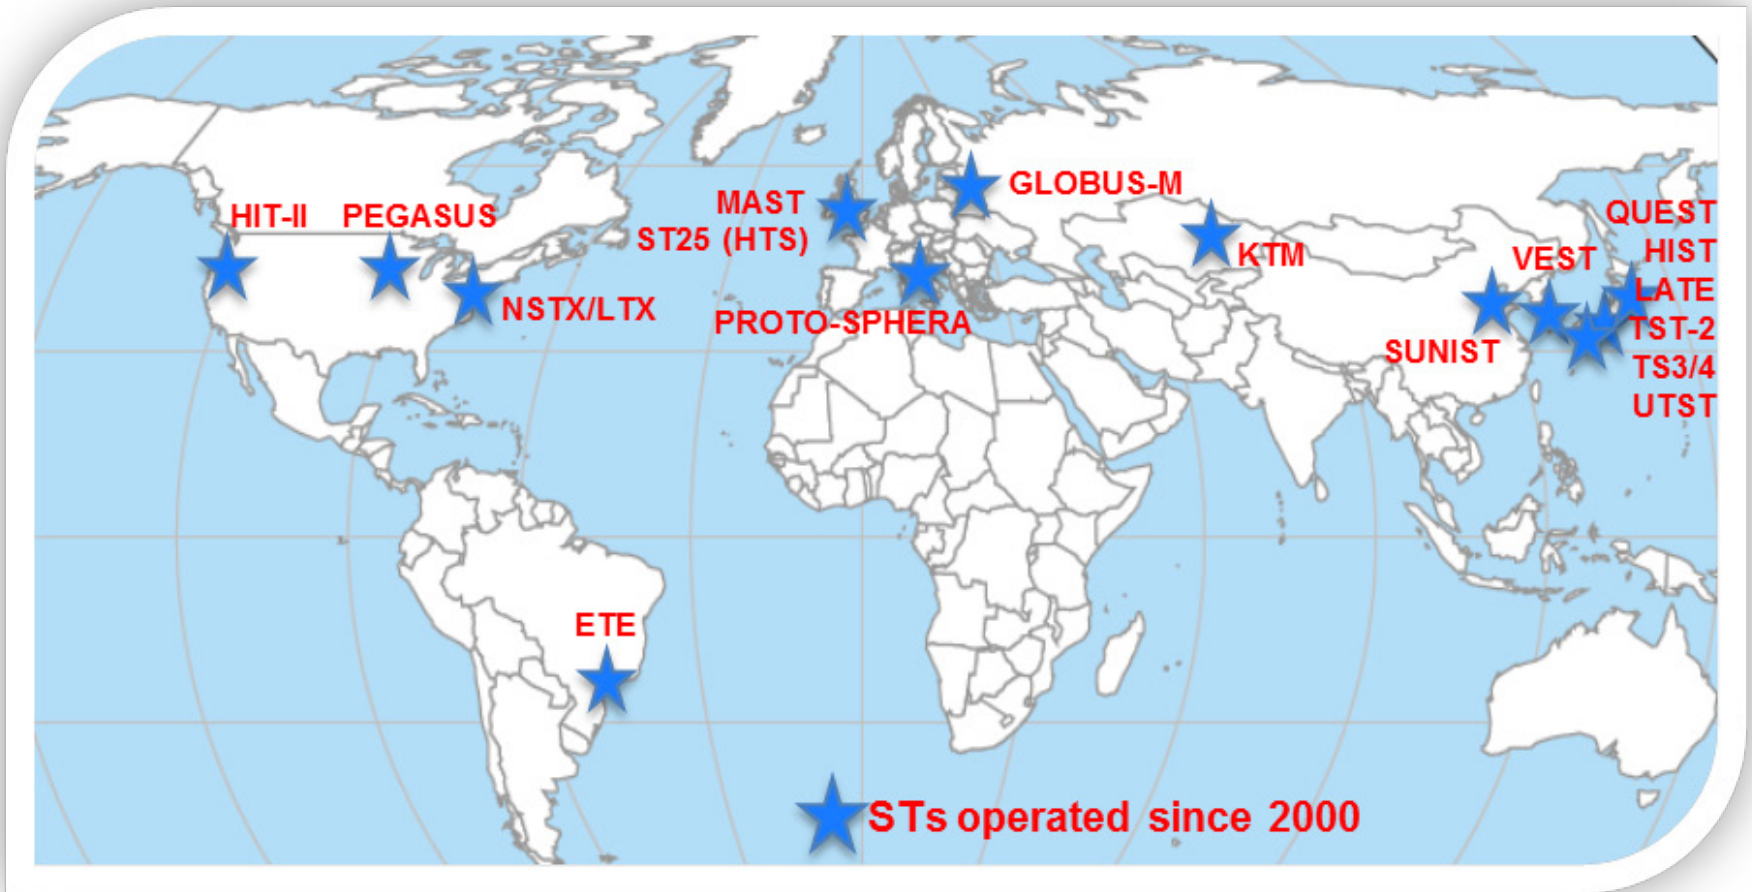 HIT-II
PEGASUS
NSTX/LTX
MAST
ST25 (HTS)
GLOBUS-M
PROTO-SPHERA
KTM
VEST
SUNIST
QUEST
HIST
LATE
TST-2
TS3/4
UTST
ETE
STs operated since 2000